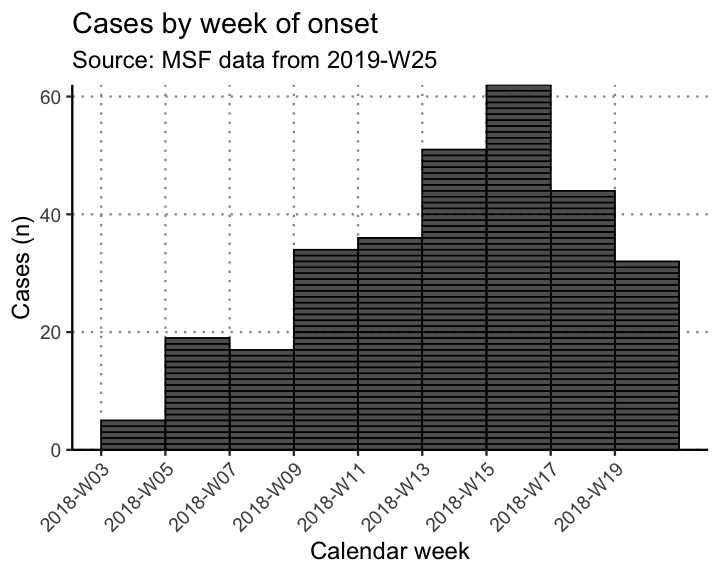 Cases by week of onset
Source: MSF data from 2019-W25
60
40
20
0
Cases (n)
2018-W03
2018-W05
2018-W07
2018-W09
2018-W11
2018-W13
2018-W15
2018-W17
2018-W19
Calendar week